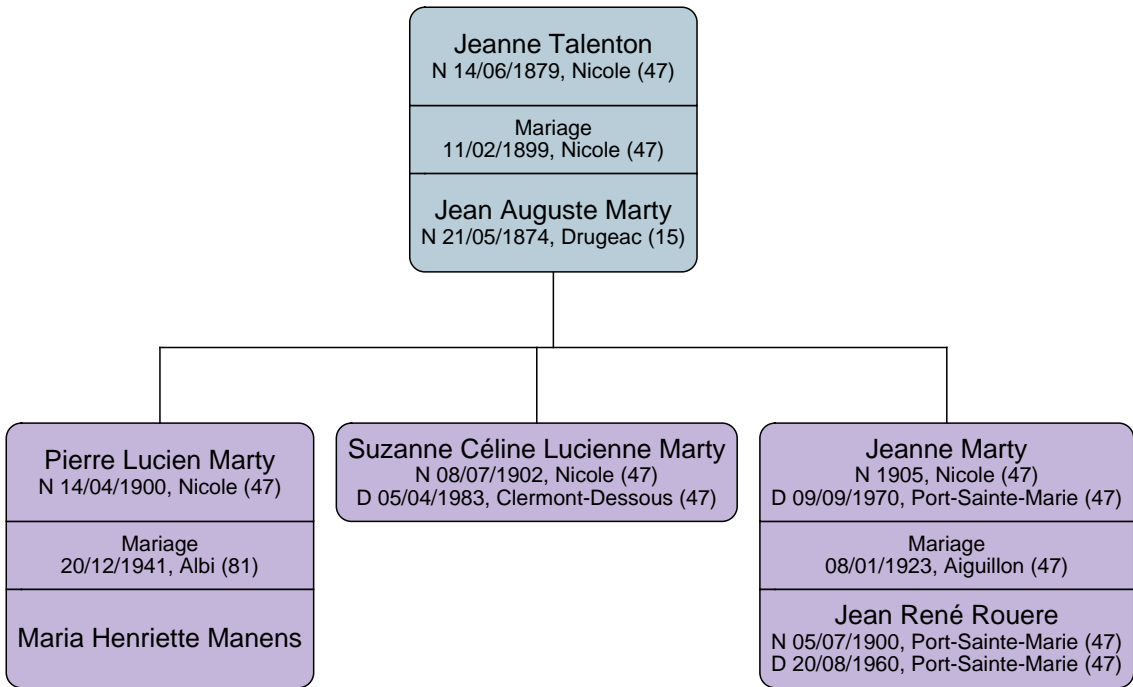 Jeanne Talenton
N 14/06/1879, Nicole (47)
Mariage
11/02/1899, Nicole (47)
Jean Auguste Marty
N 21/05/1874, Drugeac (15)
Pierre Lucien Marty
N 14/04/1900, Nicole (47)
Mariage
20/12/1941, Albi (81)
Maria Henriette Manens
Suzanne Céline Lucienne Marty
N 08/07/1902, Nicole (47)
D 05/04/1983, Clermont-Dessous (47)
Jeanne Marty
N 1905, Nicole (47)
D 09/09/1970, Port-Sainte-Marie (47)
Mariage
08/01/1923, Aiguillon (47)
Jean René Rouere
N 05/07/1900, Port-Sainte-Marie (47)
D 20/08/1960, Port-Sainte-Marie (47)